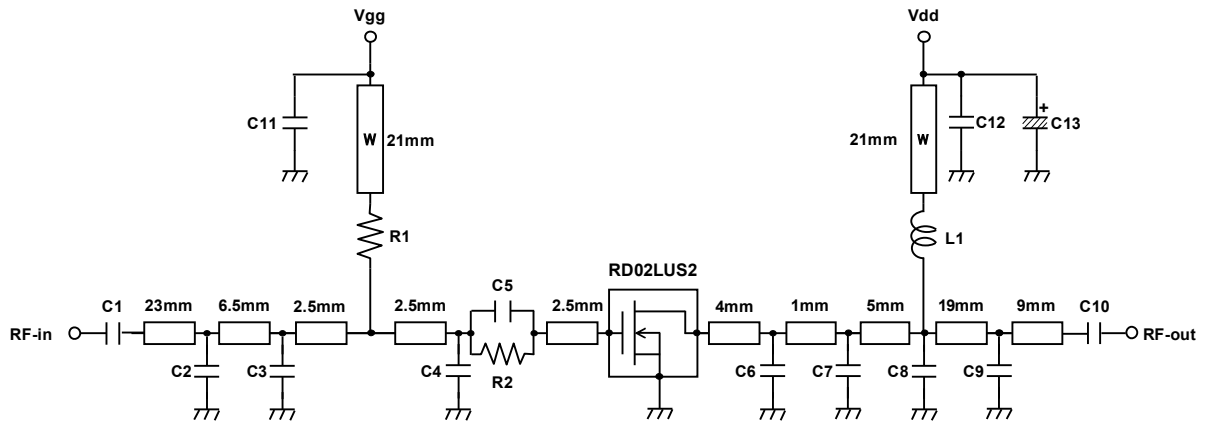 Vgg
Vdd
C11
W
21mm
21mm
W
C12
+
C13
R1
L1
RD02LUS2
C5
RF-in
C1
23mm
6.5mm
2.5mm
2.5mm
2.5mm
4mm
1mm
5mm
19mm
9mm
C10
RF-out
R2
C2
C3
C4
C6
C7
C8
C9